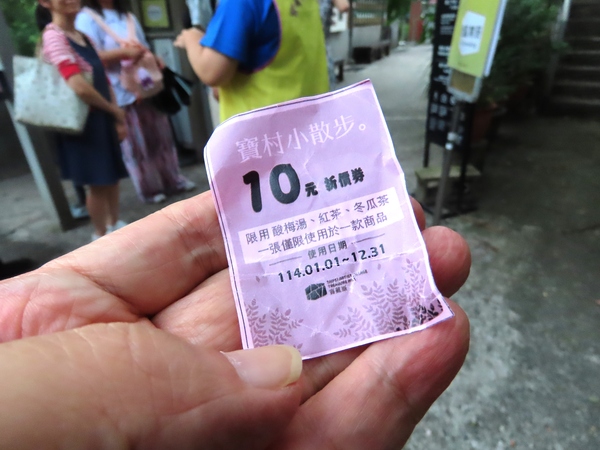 寶村小散步。
10元 折價券
限用 酸梅湯、紅茶、冬瓜茶
一張僅限使用於一款商品
使用日期
114.01.01~12.31